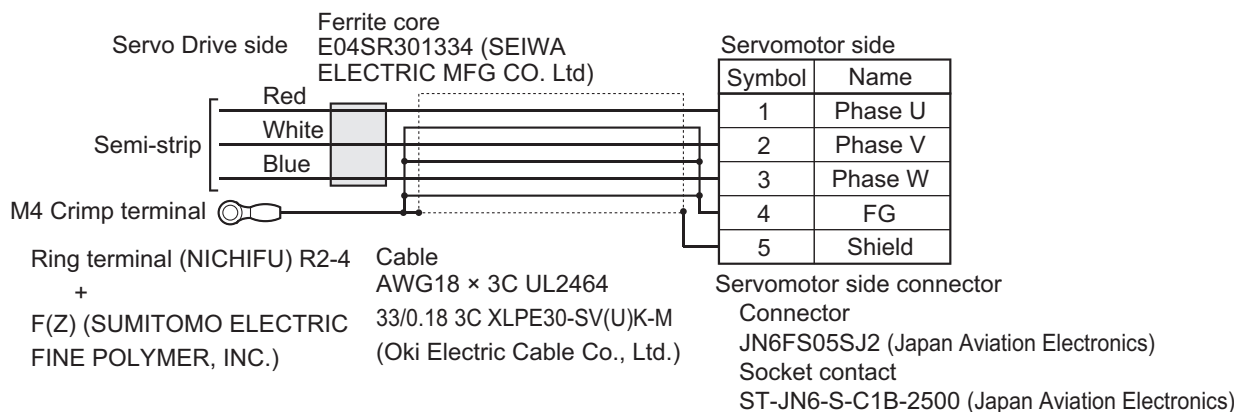 Ferrite core
Servo Drive side
E04SR301334 (SEIWA
ELECTRIC MFG CO. Ltd)
Servomotor side
Symbol Name
Red
1 Phase U
White
Semi-strip
2 Phase V
Blue
3 Phase W
M4 Crimp terminal
4 FG
5 Shield
Ring terminal (NICHIFU) R2-4
+
F(Z) (SUMITOMO ELECTRIC
FINE POLYMER, INC.)
Cable
AWG18 × 3C UL2464
33/0.18 3C XLPE30-SV(U)K-M
(Oki Electric Cable Co., Ltd.)
Servomotor side connector
Connector
JN6FS05SJ2 (Japan Aviation Electronics)
Socket contact
ST-JN6-S-C1B-2500 (Japan Aviation Electronics)